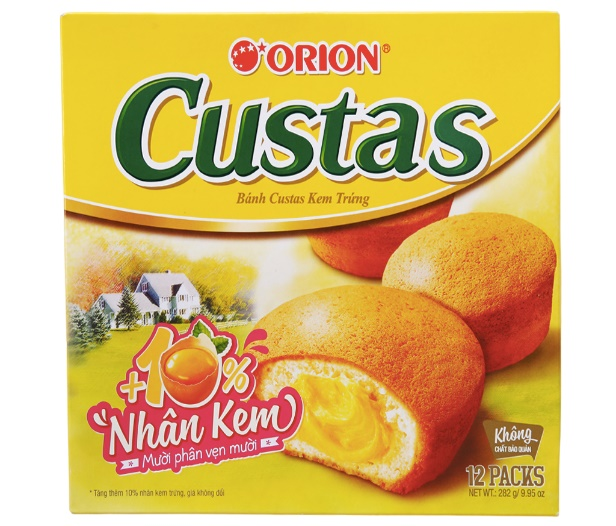 ORION®
Custas
Bánh Custas Kem Trứng
+10%
Nhân Kem
Mười phân vẹn mười
* Tặng thêm 10% nhân kem trứng, giá không đổi
Không
CHẤT BẢO QUẢN
12 PACKS
NET WT.: 282 g/ 9.95 oz